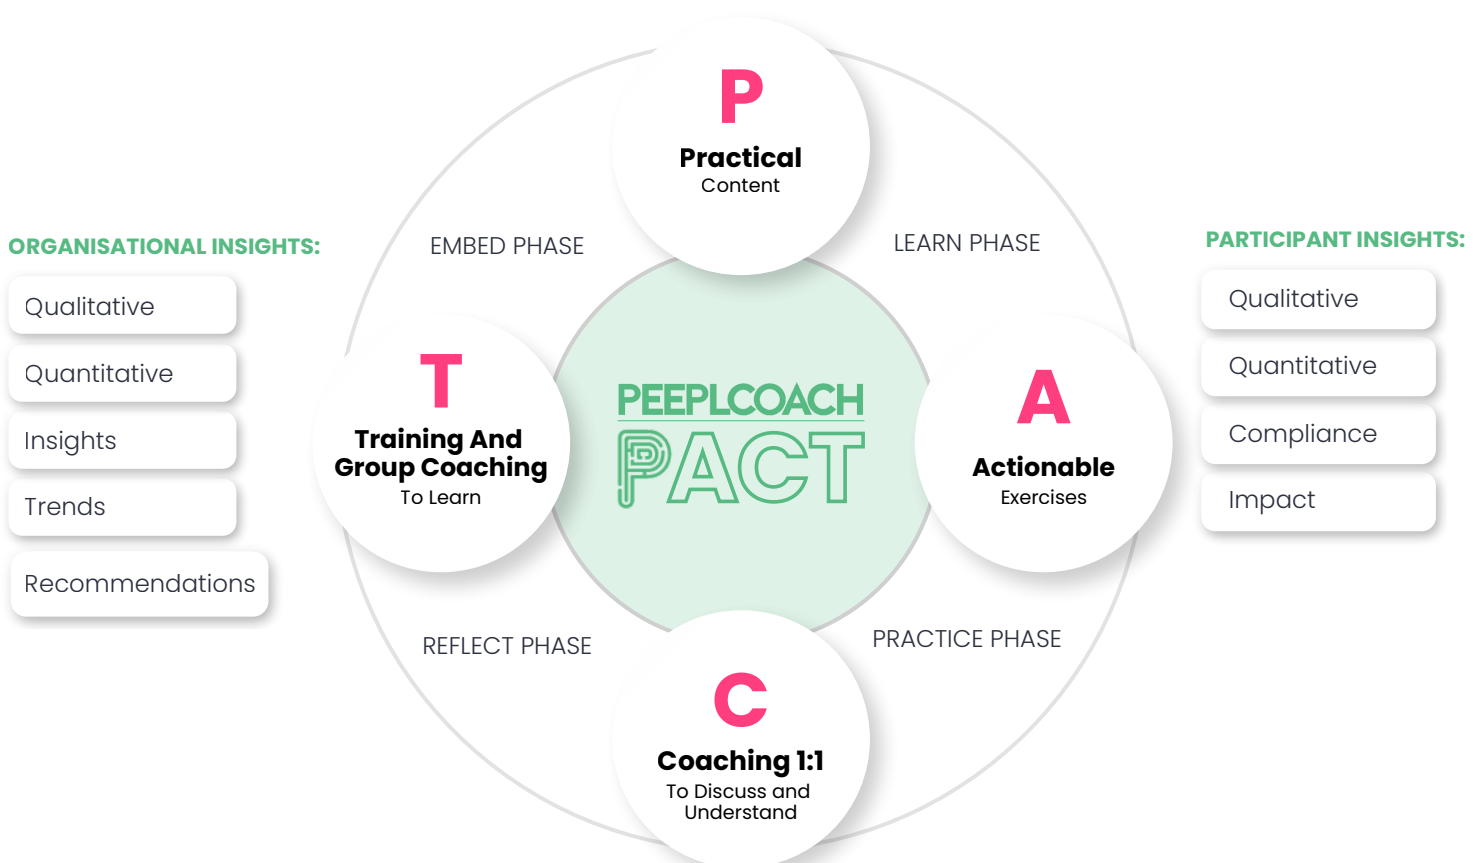 P
Practical
Content
EMBED PHASE
LEARN PHASE
ORGANISATIONAL INSIGHTS:
Qualitative
Quantitative
Insights
Trends
Recommendations
T
Training And
Group Coaching
To Learn
PEEPLCOACH
PACT
A
Actionable
Exercises
PARTICIPANT INSIGHTS:
Qualitative
Quantitative
Compliance
Impact
REFLECT PHASE
PRACTICE PHASE
C
Coaching 1:1
To Discuss and
Understand